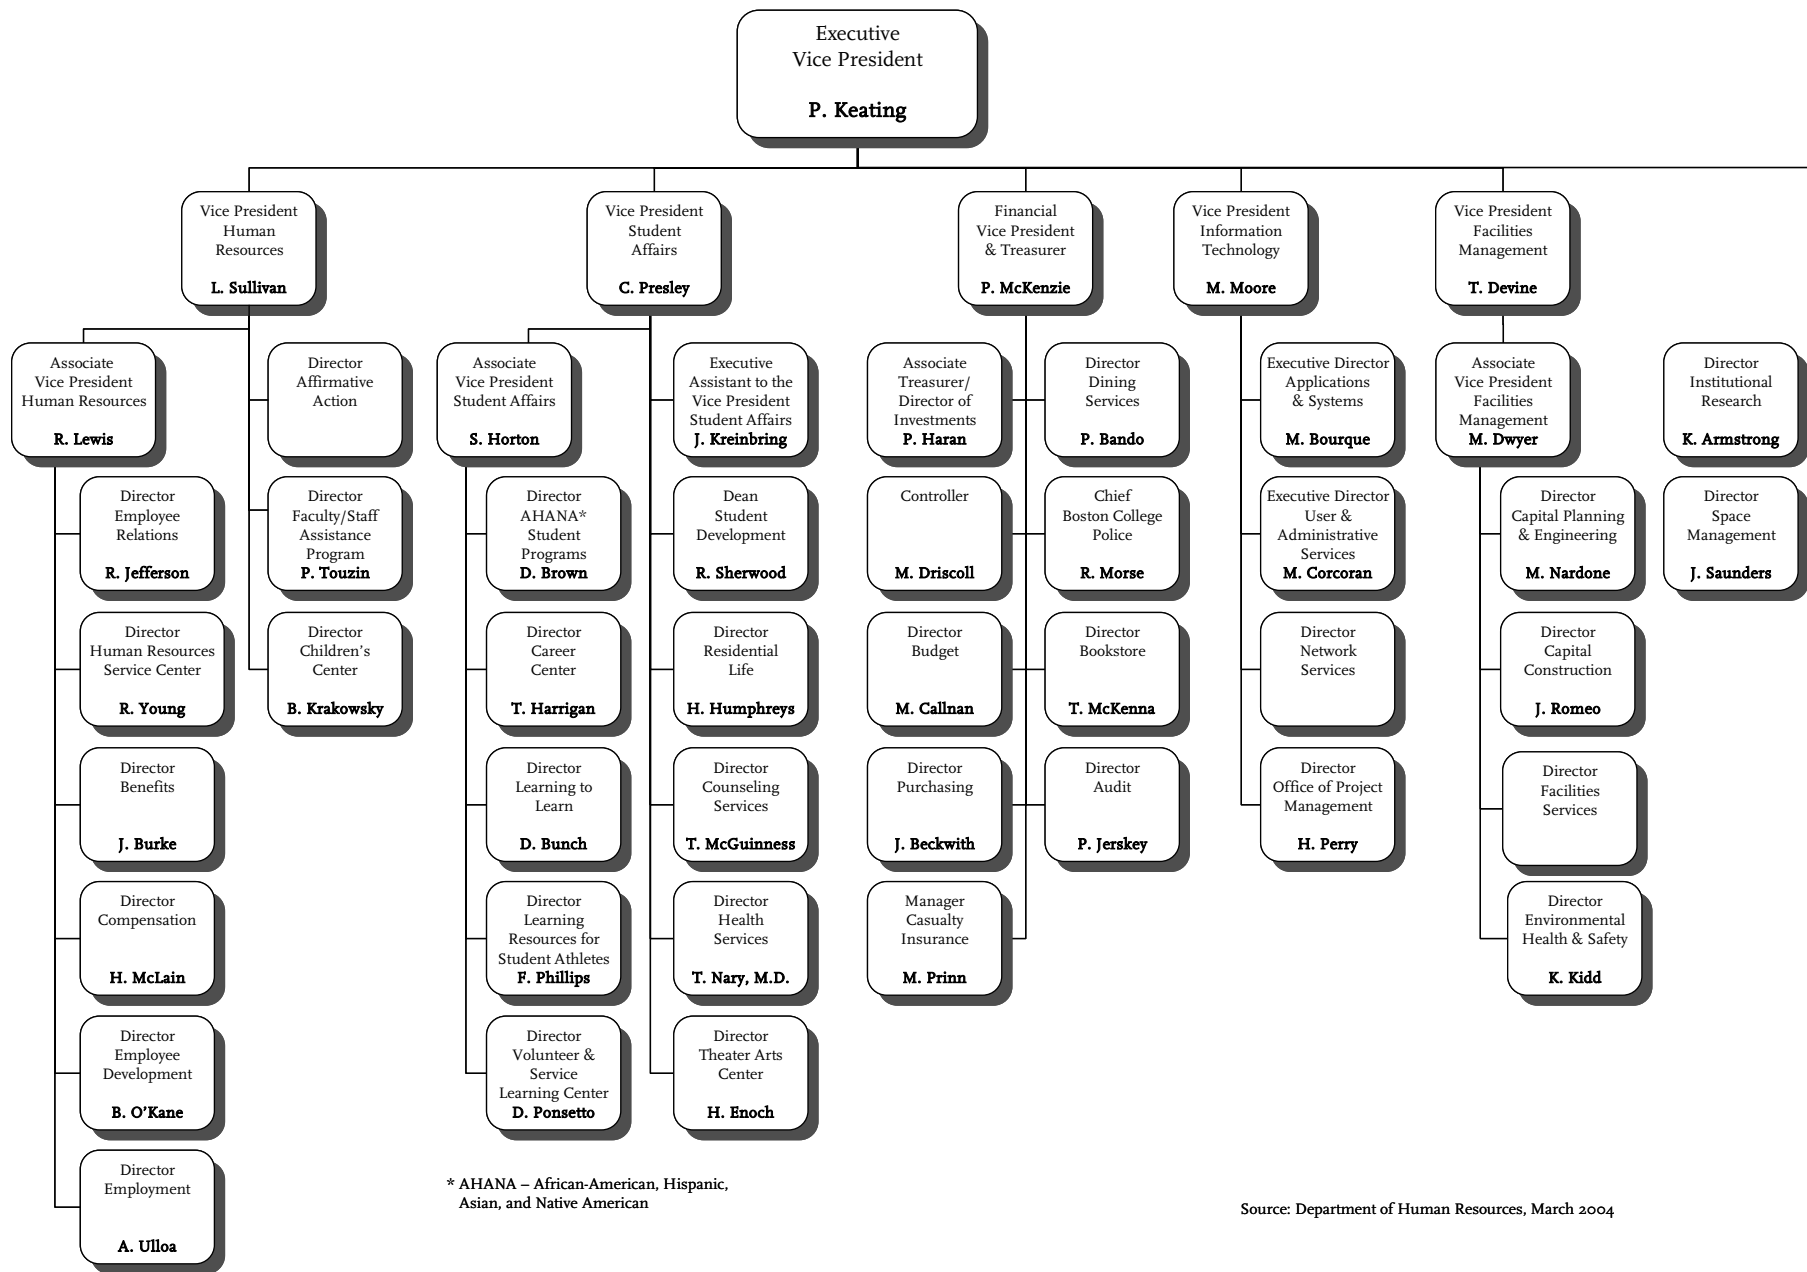 Executive
Vice President
P. Keating
Vice President
Human
Resources
L. Sullivan
Vice President
Student
Affairs
C. Presley
Financial
Vice President
& Treasurer
P. McKenzie
Vice President
Information
Technology
M. Moore
Vice President
Facilities
Management
T. Devine
Associate
Vice President
Human Resources
R. Lewis
Director
Affirmative
Action
Associate
Vice President
Student Affairs
S. Horton
Executive
Assistant to the
Vice President
Student Affairs
J. Kreinbring
Associate
Treasurer/
Director of
Investments
P. Haran
Director
Dining
Services
P. Bando
Executive Director
Applications
& Systems
M. Bourque
Associate
Vice President
Facilities
Management
M. Dwyer
Director
Institutional
Research
K. Armstrong
Director
Employee
Relations
R. Jefferson
Director
Faculty/Staff
Assistance
Program
P. Touzin
Director
AHANA*
Student
Programs
D. Brown
Dean
Student
Development
R. Sherwood
Controller
M. Driscoll
Chief
Boston College
Police
R. Morse
Executive Director
User &
Administrative
Services
M. Corcoran
Director
Capital Planning
& Engineering
M. Nardone
Director
Space
Management
J. Saunders
Director
Human Resources
Service Center
R. Young
Director
Children’s
Center
B. Krakowsky
Director
Career
Center
T. Harrigan
Director
Residential
Life
H. Humphreys
Director
Budget
M. Callnan
Director
Bookstore
T. McKenna
Director
Network
Services
Director
Capital
Construction
J. Romeo
Director
Benefits
J. Burke
Director
Learning to
Learn
D. Bunch
Director
Counseling
Services
T. McGuinness
Director
Purchasing
J. Beckwith
Director
Audit
P. Jerskey
Director
Office of Project
Management
H. Perry
Director
Facilities
Services
Director
Compensation
H. McLain
Director
Learning
Resources for
Student Athletes
F. Phillips
Director
Health
Services
T. Nary, M.D.
Manager
Casualty
Insurance
M. Prinn
Director
Environmental
Health & Safety
K. Kidd
Director
Employee
Development
B. O’Kane
Director
Volunteer &
Service
Learning Center
D. Ponsetto
Director
Theater Arts
Center
H. Enoch
Director
Employment
A. Ulloa
* AHANA – African-American, Hispanic,
Asian, and Native American
Source: Department of Human Resources, March 2004